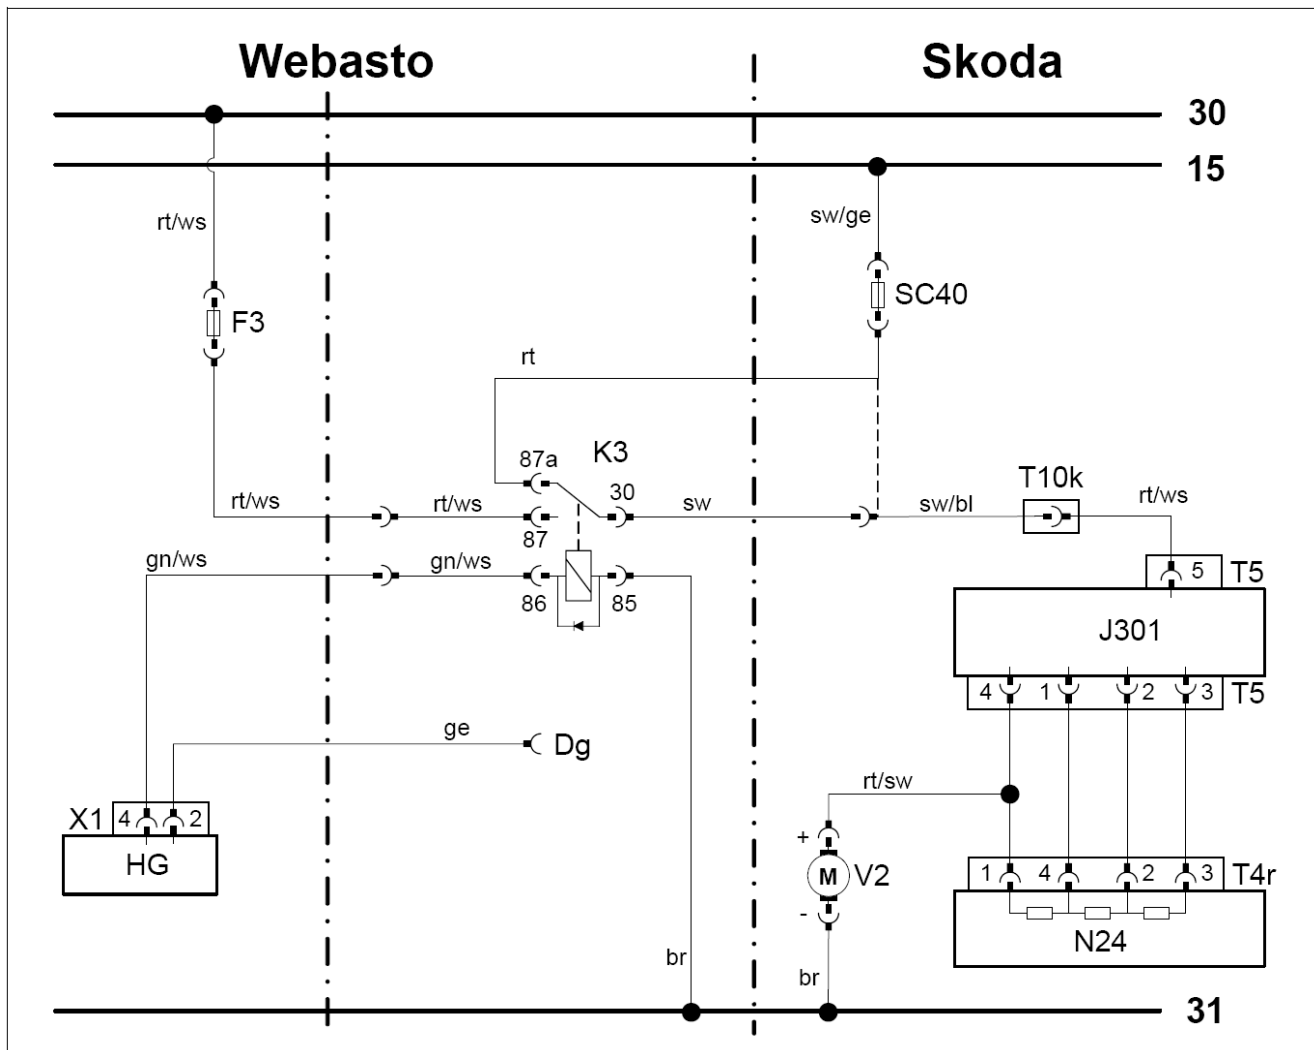 Webasto Skoda
30
15
rt/ws sw/ge
F3 SC40
rt
87a K3
30 T10k
rt/ws rt/ws sw sw/bl rt/ws
87
gn/ws gn/ws 5 T5
86 85
J301
4 1 2 3 T5
ge Dg
rt/sw
X1 4 2 +
HG M V2 1 4 2 3 T4r
-
N24
br br
31